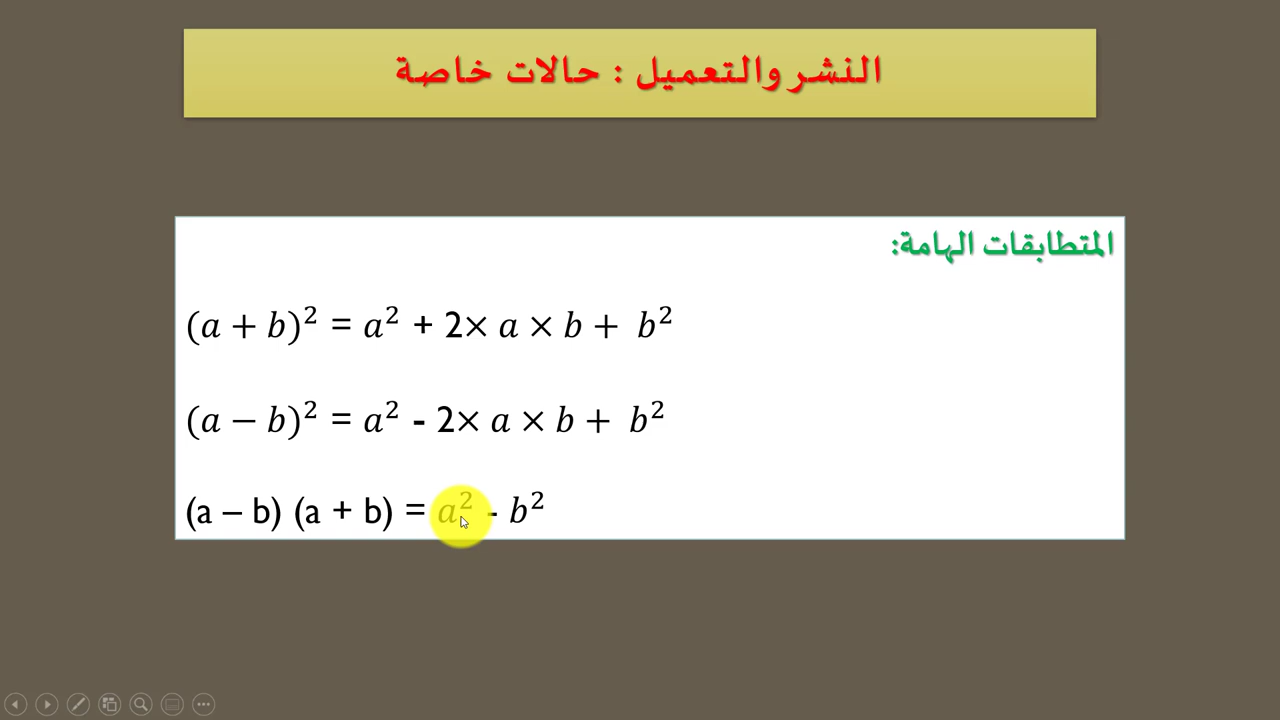 النشر والتعميل : حالات خاصة
المتطابقات الهامة:
(a + b)² = a² + 2× a × b + b²
(a − b)² = a² - 2× a × b + b²
(a – b) (a + b) = a² - b²